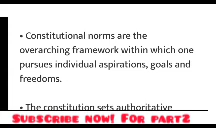 • Constitutional norms are the
overarching framework within which one
pursues individual aspirations, goals and
freedoms.
• The constitution sets authoritative
Subscribe now! For part2